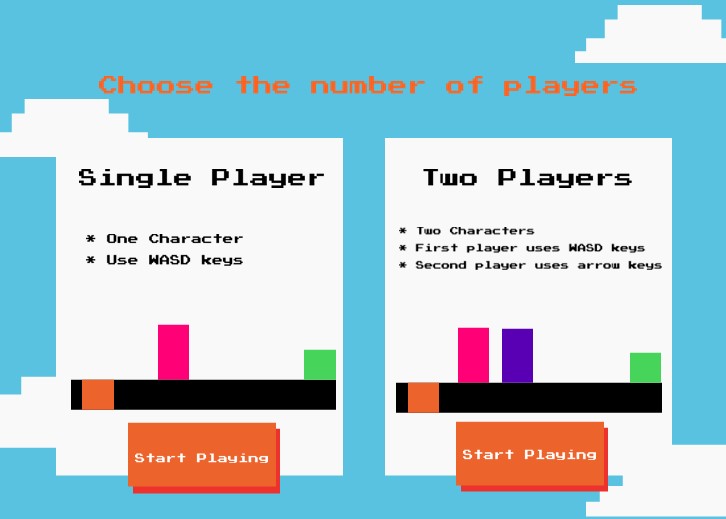 Choose the number of players
Single Player
* One Character
* Use WASD keys
Start Playing
Two Players
* Two Characters
* First player uses WASD keys
* Second player uses arrow keys
Start Playing